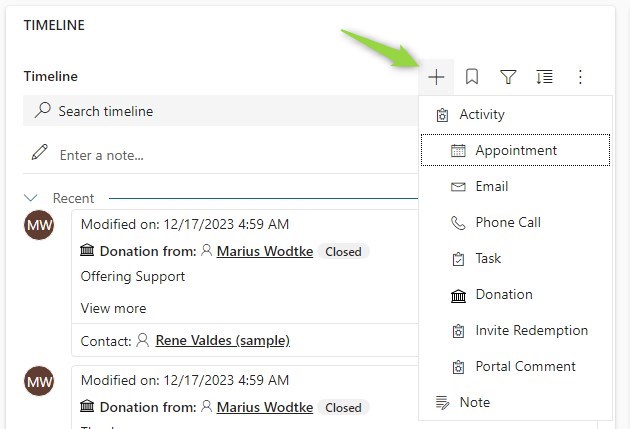 TIMELINE
Timeline
Search timeline
Enter a note...
Recent
MW
Modified on: 12/17/2023 4:59 AM
Donation from: Marius Wodtke Closed
Offering Support
View more
Contact: Rene Valdes (sample)
MW
Modified on: 12/17/2023 4:59 AM
Donation from: Marius Wodtke Closed
Activity
Appointment
Email
Phone Call
Task
Donation
Invite Redemption
Portal Comment
Note